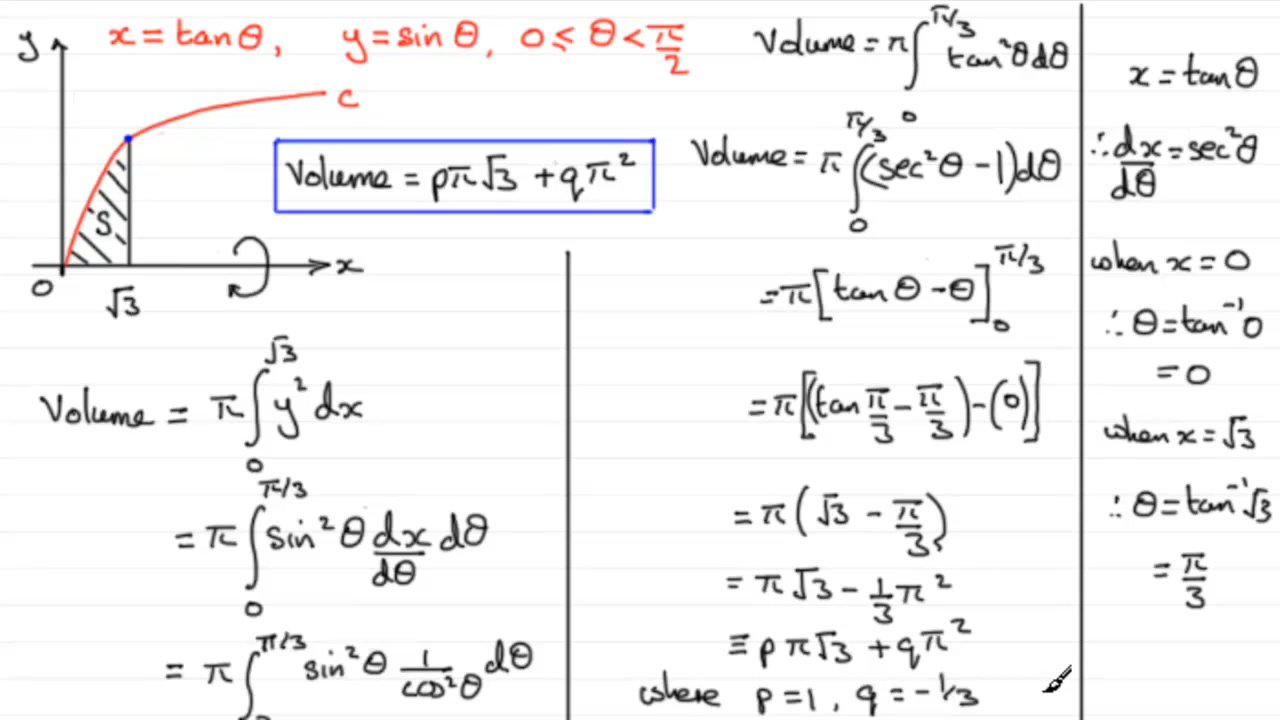 x = tanθ, y = sinθ, 0 ≤ θ < π/2
y
C
Volume = pπ√3 + qπ²
S
O
√3
x
Volume = π∫₀^√3 y² dx
= π∫₀^π/3 sin²θ dx/dθ dθ
= π∫₀^π/3 sin²θ 1/cos²θ dθ
Volume = π∫₀^π/3 tan²θdθ
Volume = π∫₀^π/3 (sec²θ - 1)dθ
= π[tanθ - θ]₀^π/3
= π[(tan π/3 - π/3) - (0)]
= π(√3 - π/3)
= π√3 - 1/3 π²
≡ pπ√3 + qπ²
where p = 1, q = -1/3
x = tanθ
∴ dx/dθ = sec²θ
when x = 0
∴ θ = tan⁻¹0
= 0
when x = √3
∴ θ = tan⁻¹√3
= π/3